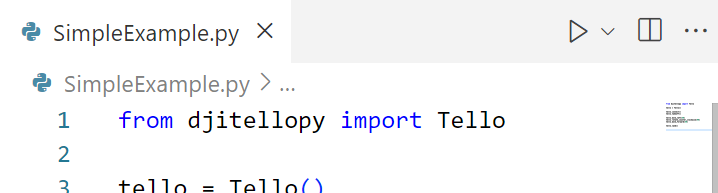 SimpleExample.py
SimpleExample.py > ...
1 from djitellopy import Tello
2
3 tello = Tello()